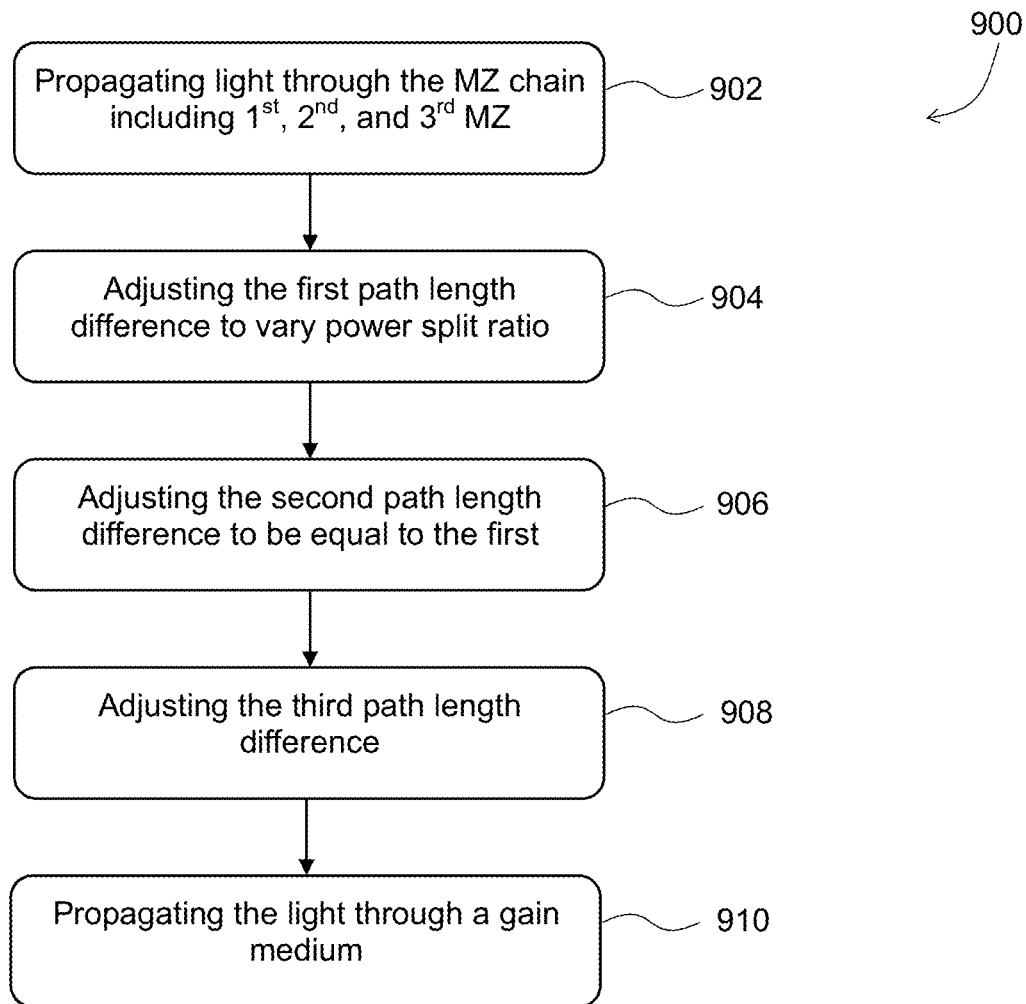 900
Propagating light through the MZ chain
including 1st, 2nd, and 3rd MZ
902
Adjusting the first path length
difference to vary power split ratio
904
Adjusting the second path length
difference to be equal to the first
906
Adjusting the third path length
difference
908
Propagating the light through a gain
medium
910